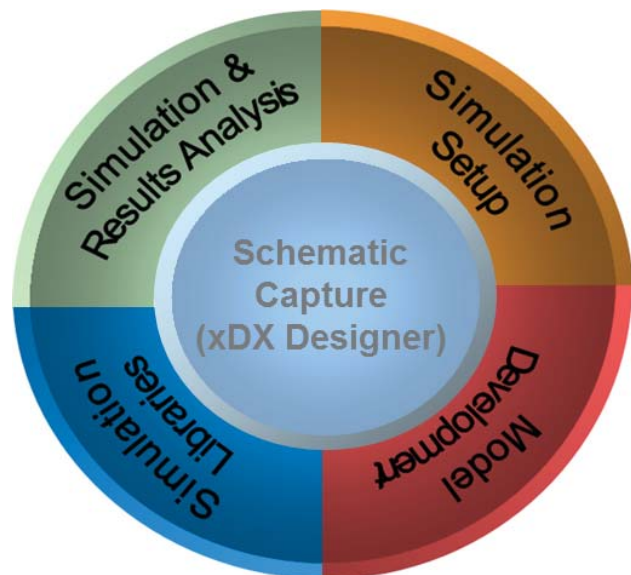 Simulation &
Results Analysis
Simulation
Setup
Schematic
Capture
(xDX Designer)
Simulation
Libraries
Model
Development